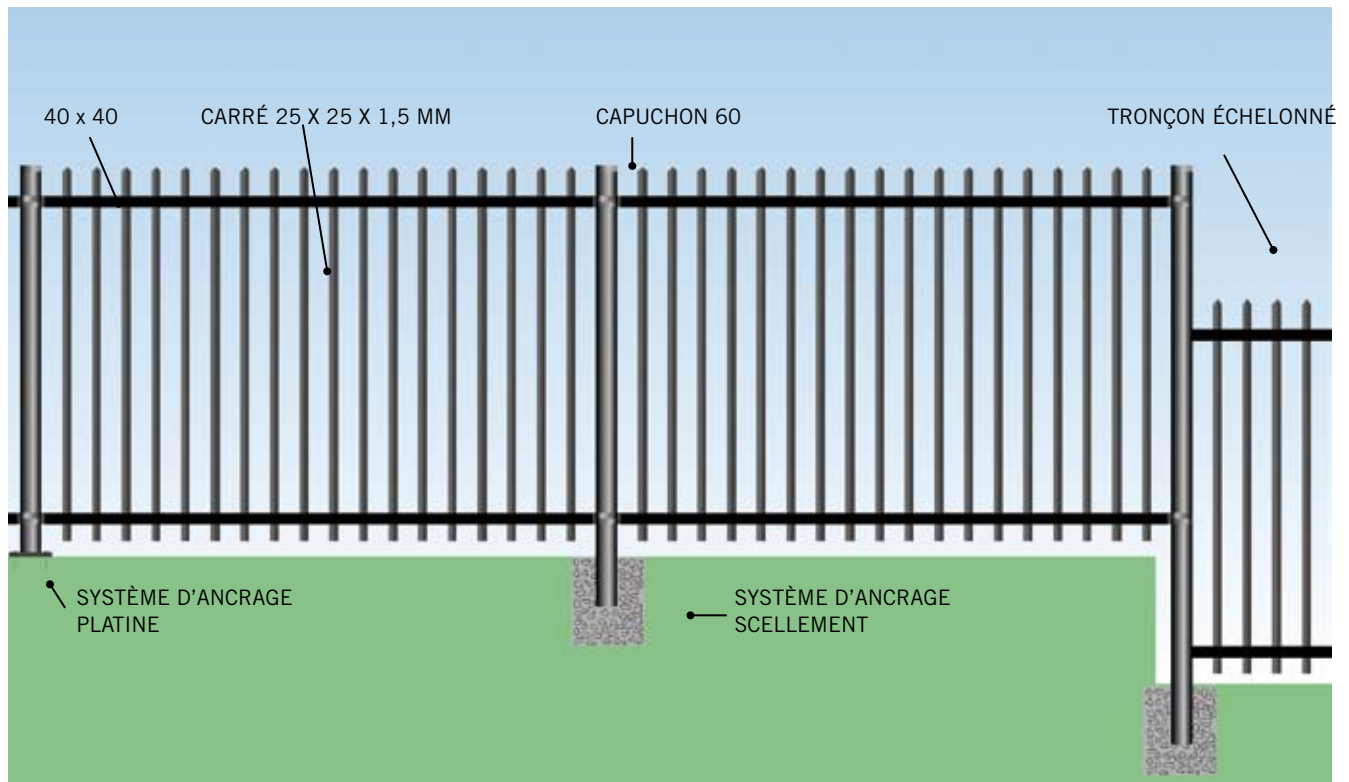 40 x 40
CARRÉ 25 X 25 X 1,5 MM
CAPUCHON 60
TRONÇON ÉCHELONNÉ
SYSTÈME D'ANCRAGE
PLATINE
SYSTÈME D'ANCRAGE
SCELLEMENT